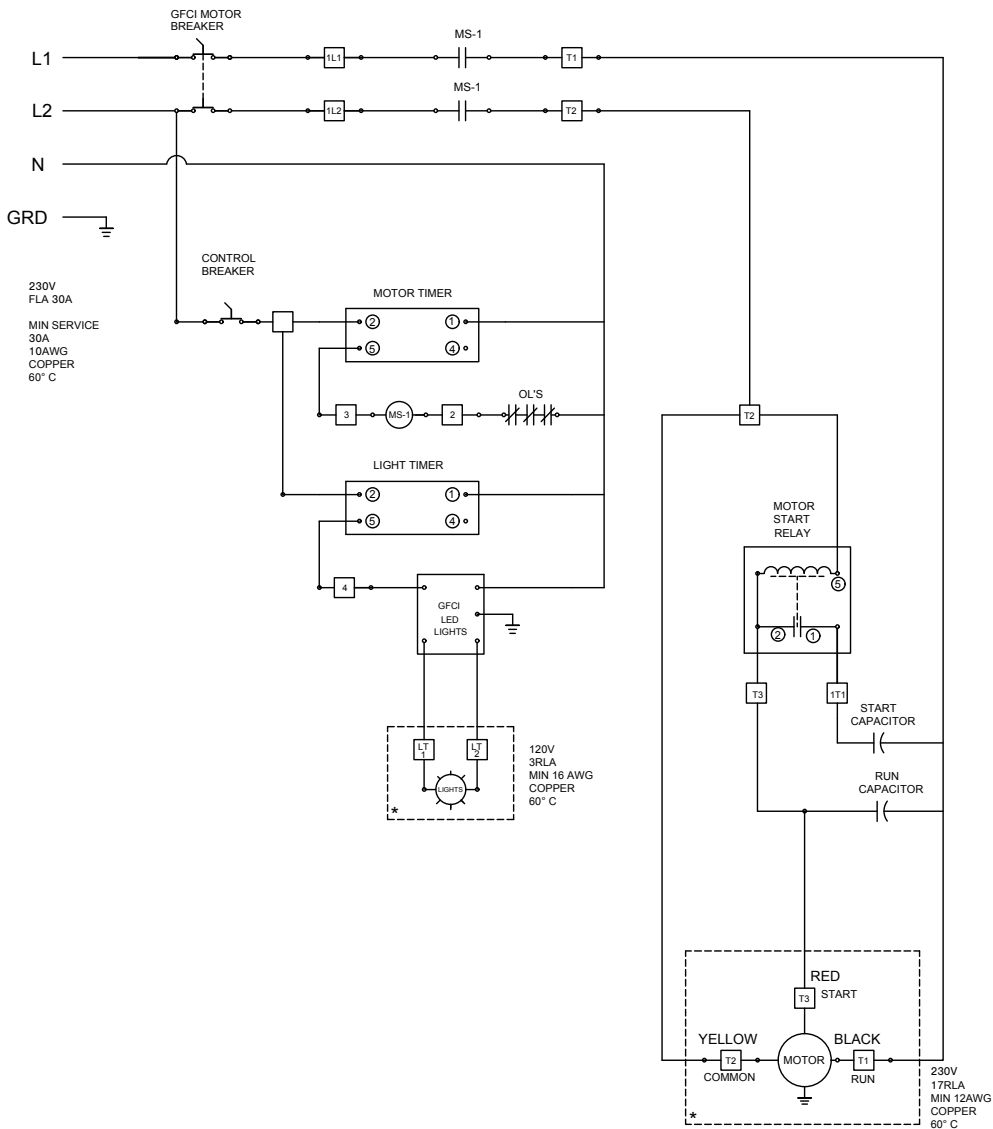 GFCI MOTOR
BREAKER
MS-1
L1
1L1
T1
MS-1
L2
1L2
T2
N
GRD
CONTROL
BREAKER
230V
FLA 30A
MIN SERVICE
30A
10AWG
COPPER
60° C
MOTOR TIMER
2
1
5
4
OL'S
3
MS-1
2
T2
LIGHT TIMER
2
1
5
4
MOTOR
START
RELAY
5
2
1
4
GFCI
LED
LIGHTS
T3
1T1
START
CAPACITOR
LT
1
LT
2
120V
3RLA
MIN 16 AWG
COPPER
60° C
LIGHTS
*
RUN
CAPACITOR
RED
T3
START
YELLOW
BLACK
T2
MOTOR
T1
COMMON
RUN
*
230V
17RLA
MIN 12AWG
COPPER
60° C